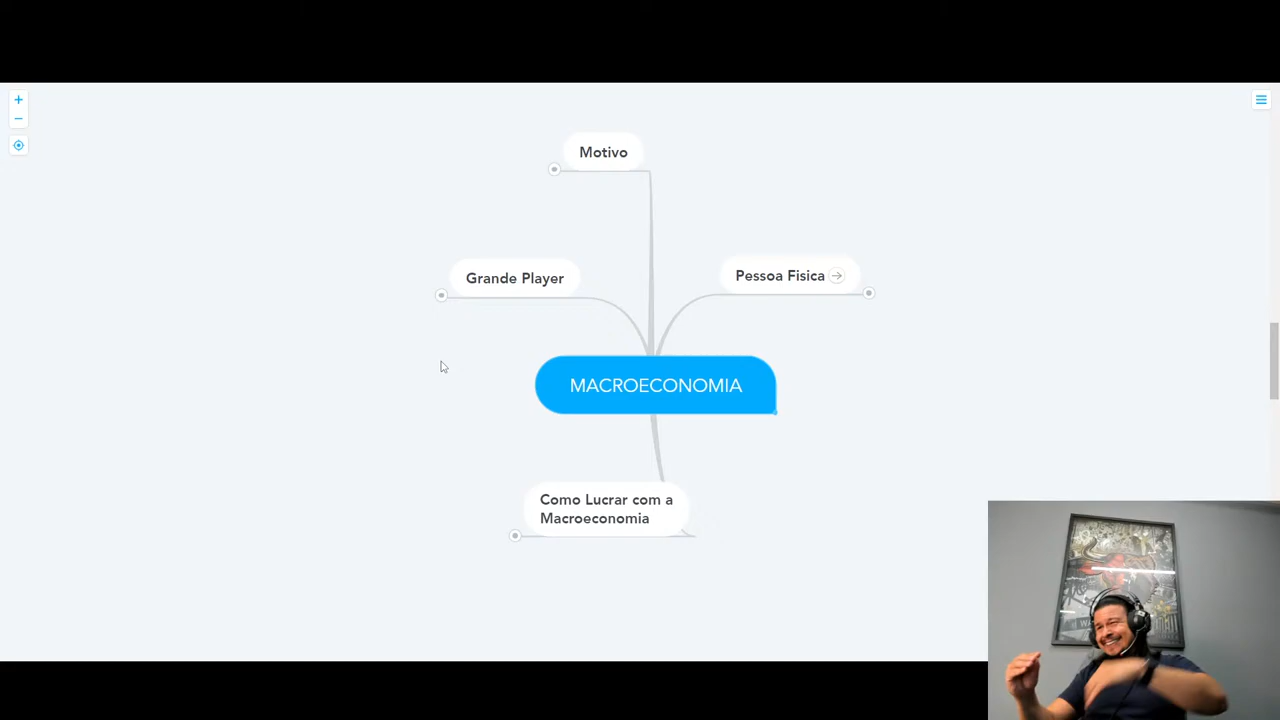 Motivo
Grande Player
Pessoa Fisica
MACROECONOMIA
Como Lucrar com a
Macroeconomia